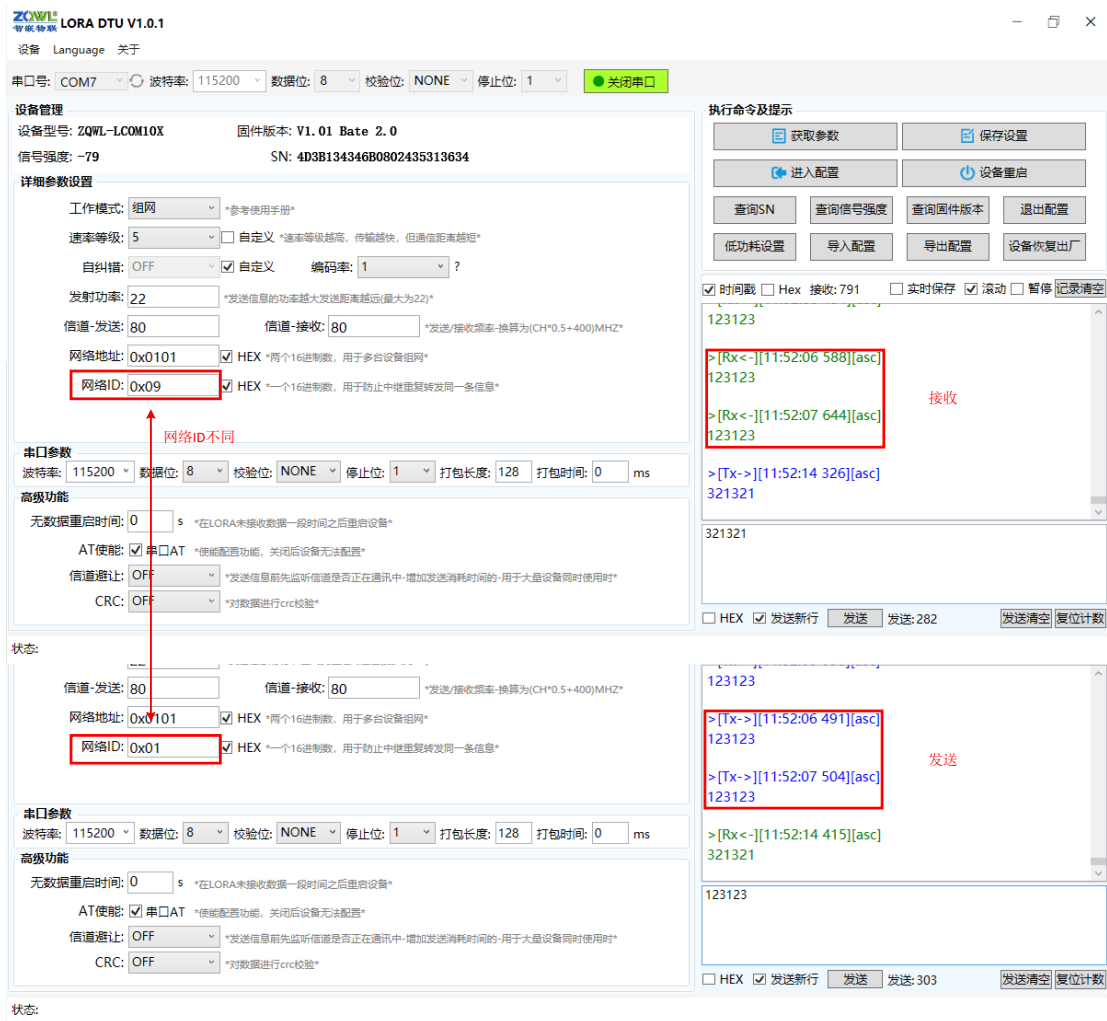 ZQWL 智嵌物联 LORA DTU V1.0.1
设备 Language 关于
串口号: COM7 波特率: 115200 数据位: 8 校验位: NONE 停止位: 1 关闭串口
设备管理
设备型号: ZQWL-LCOM10X 固件版本: V1.01 Bate 2.0
信号强度: -79 SN: 4D3B134346B0802435313634
详细参数设置
工作模式: 组网 *参考使用手册*
速率等级: 5 自定义 *速率等级越高，传输越快，但通信距离越短*
自纠错: OFF 自定义 编码率: 1 ?
发射功率: 22 *发送信息的功率越大发送距离越远(最大为22)*
信道-发送: 80 信道-接收: 80 *发送/接收频率-换算为(CH*0.5+400)MHZ*
网络地址: 0x0101 HEX *两个16进制数，用于多台设备组网*
网络ID: 0x09 HEX *一个16进制数，用于防止中继重复转发同一条信息*
网络ID不同
串口参数
波特率: 115200 数据位: 8 校验位: NONE 停止位: 1 打包长度: 128 打包时间: 0 ms
高级功能
无数据重启时间: 0 s *在LORA未接收数据一段时间之后重启设备*
AT使能: 串口AT *使能配置功能，关闭后设备无法配置*
信道避让: OFF *发送信息前先监听信道是否正在通讯中-增加发送消耗时间的-用于大量设备同时使用时*
CRC: OFF *对数据进行crc校验*
状态:
执行命令及提示
获取参数 保存设置
进入配置 设备重启
查询SN 查询信号强度 查询固件版本 退出配置
低功耗设置 导入配置 导出配置 设备恢复出厂
时间戳 Hex 接收: 791 实时保存 滚动 暂停 记录清空
123123
>[Rx<-][11:52:06 588][asc]
123123
接收
>[Rx<-][11:52:07 644][asc]
123123
>[Tx->][11:52:14 326][asc]
321321
321321
HEX 发送新行 发送 发送: 282 发送清空 复位计数
信道-发送: 80 信道-接收: 80 *发送/接收频率-换算为(CH*0.5+400)MHZ*
网络地址: 0x0101 HEX *两个16进制数，用于多台设备组网*
网络ID: 0x01 HEX *一个16进制数，用于防止中继重复转发同一条信息*
串口参数
波特率: 115200 数据位: 8 校验位: NONE 停止位: 1 打包长度: 128 打包时间: 0 ms
高级功能
无数据重启时间: 0 s *在LORA未接收数据一段时间之后重启设备*
AT使能: 串口AT *使能配置功能，关闭后设备无法配置*
信道避让: OFF *发送信息前先监听信道是否正在通讯中-增加发送消耗时间的-用于大量设备同时使用时*
CRC: OFF *对数据进行crc校验*
状态:
123123
>[Tx->][11:52:06 491][asc]
123123
发送
>[Tx->][11:52:07 504][asc]
123123
>[Rx<-][11:52:14 415][asc]
321321
123123
HEX 发送新行 发送 发送: 303 发送清空 复位计数